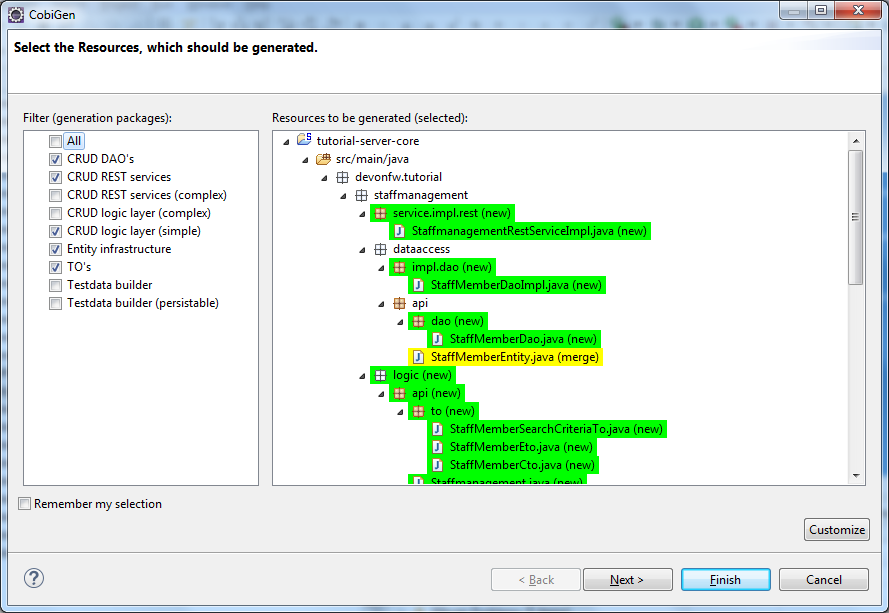 CobiGen
Select the Resources, which should be generated.
Filter (generation packages):
All
CRUD DAO's
CRUD REST services
CRUD REST services (complex)
CRUD logic layer (complex)
CRUD logic layer (simple)
Entity infrastructure
TO's
Testdata builder
Testdata builder (persistable)
Resources to be generated (selected):
tutorial-server-core
src/main/java
devonfw.tutorial
staffmanagement
service.impl.rest (new)
StaffmanagementRestServiceImpl.java (new)
dataaccess
impl.dao (new)
StaffMemberDaoImpl.java (new)
api
dao (new)
StaffMemberDao.java (new)
StaffMemberEntity.java (merge)
logic (new)
api (new)
to (new)
StaffMemberSearchCriteriaTo.java (new)
StaffMemberEto.java (new)
StaffMemberCto.java (new)
Staffmanagement.java (new)
Remember my selection
Customize
< Back
Next >
Finish
Cancel